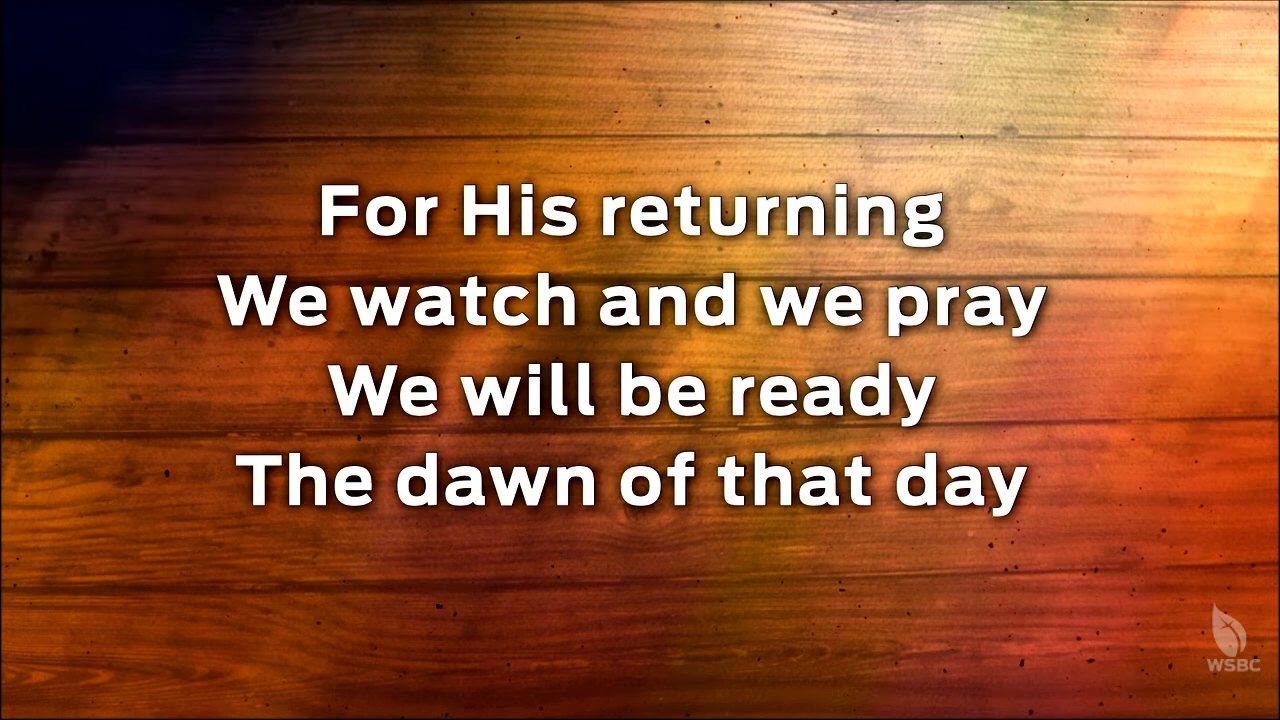 For His returning
We watch and we pray
We will be ready
The dawn of that day
WSBC